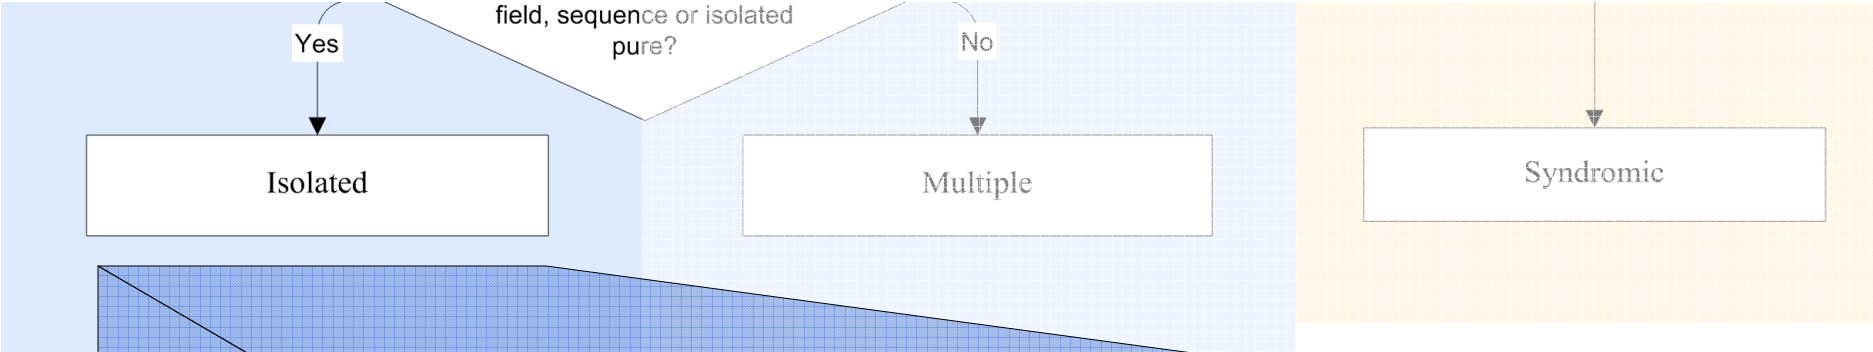 field, sequence or isolated
pure?
Yes
No
Isolated
Multiple
Syndromic